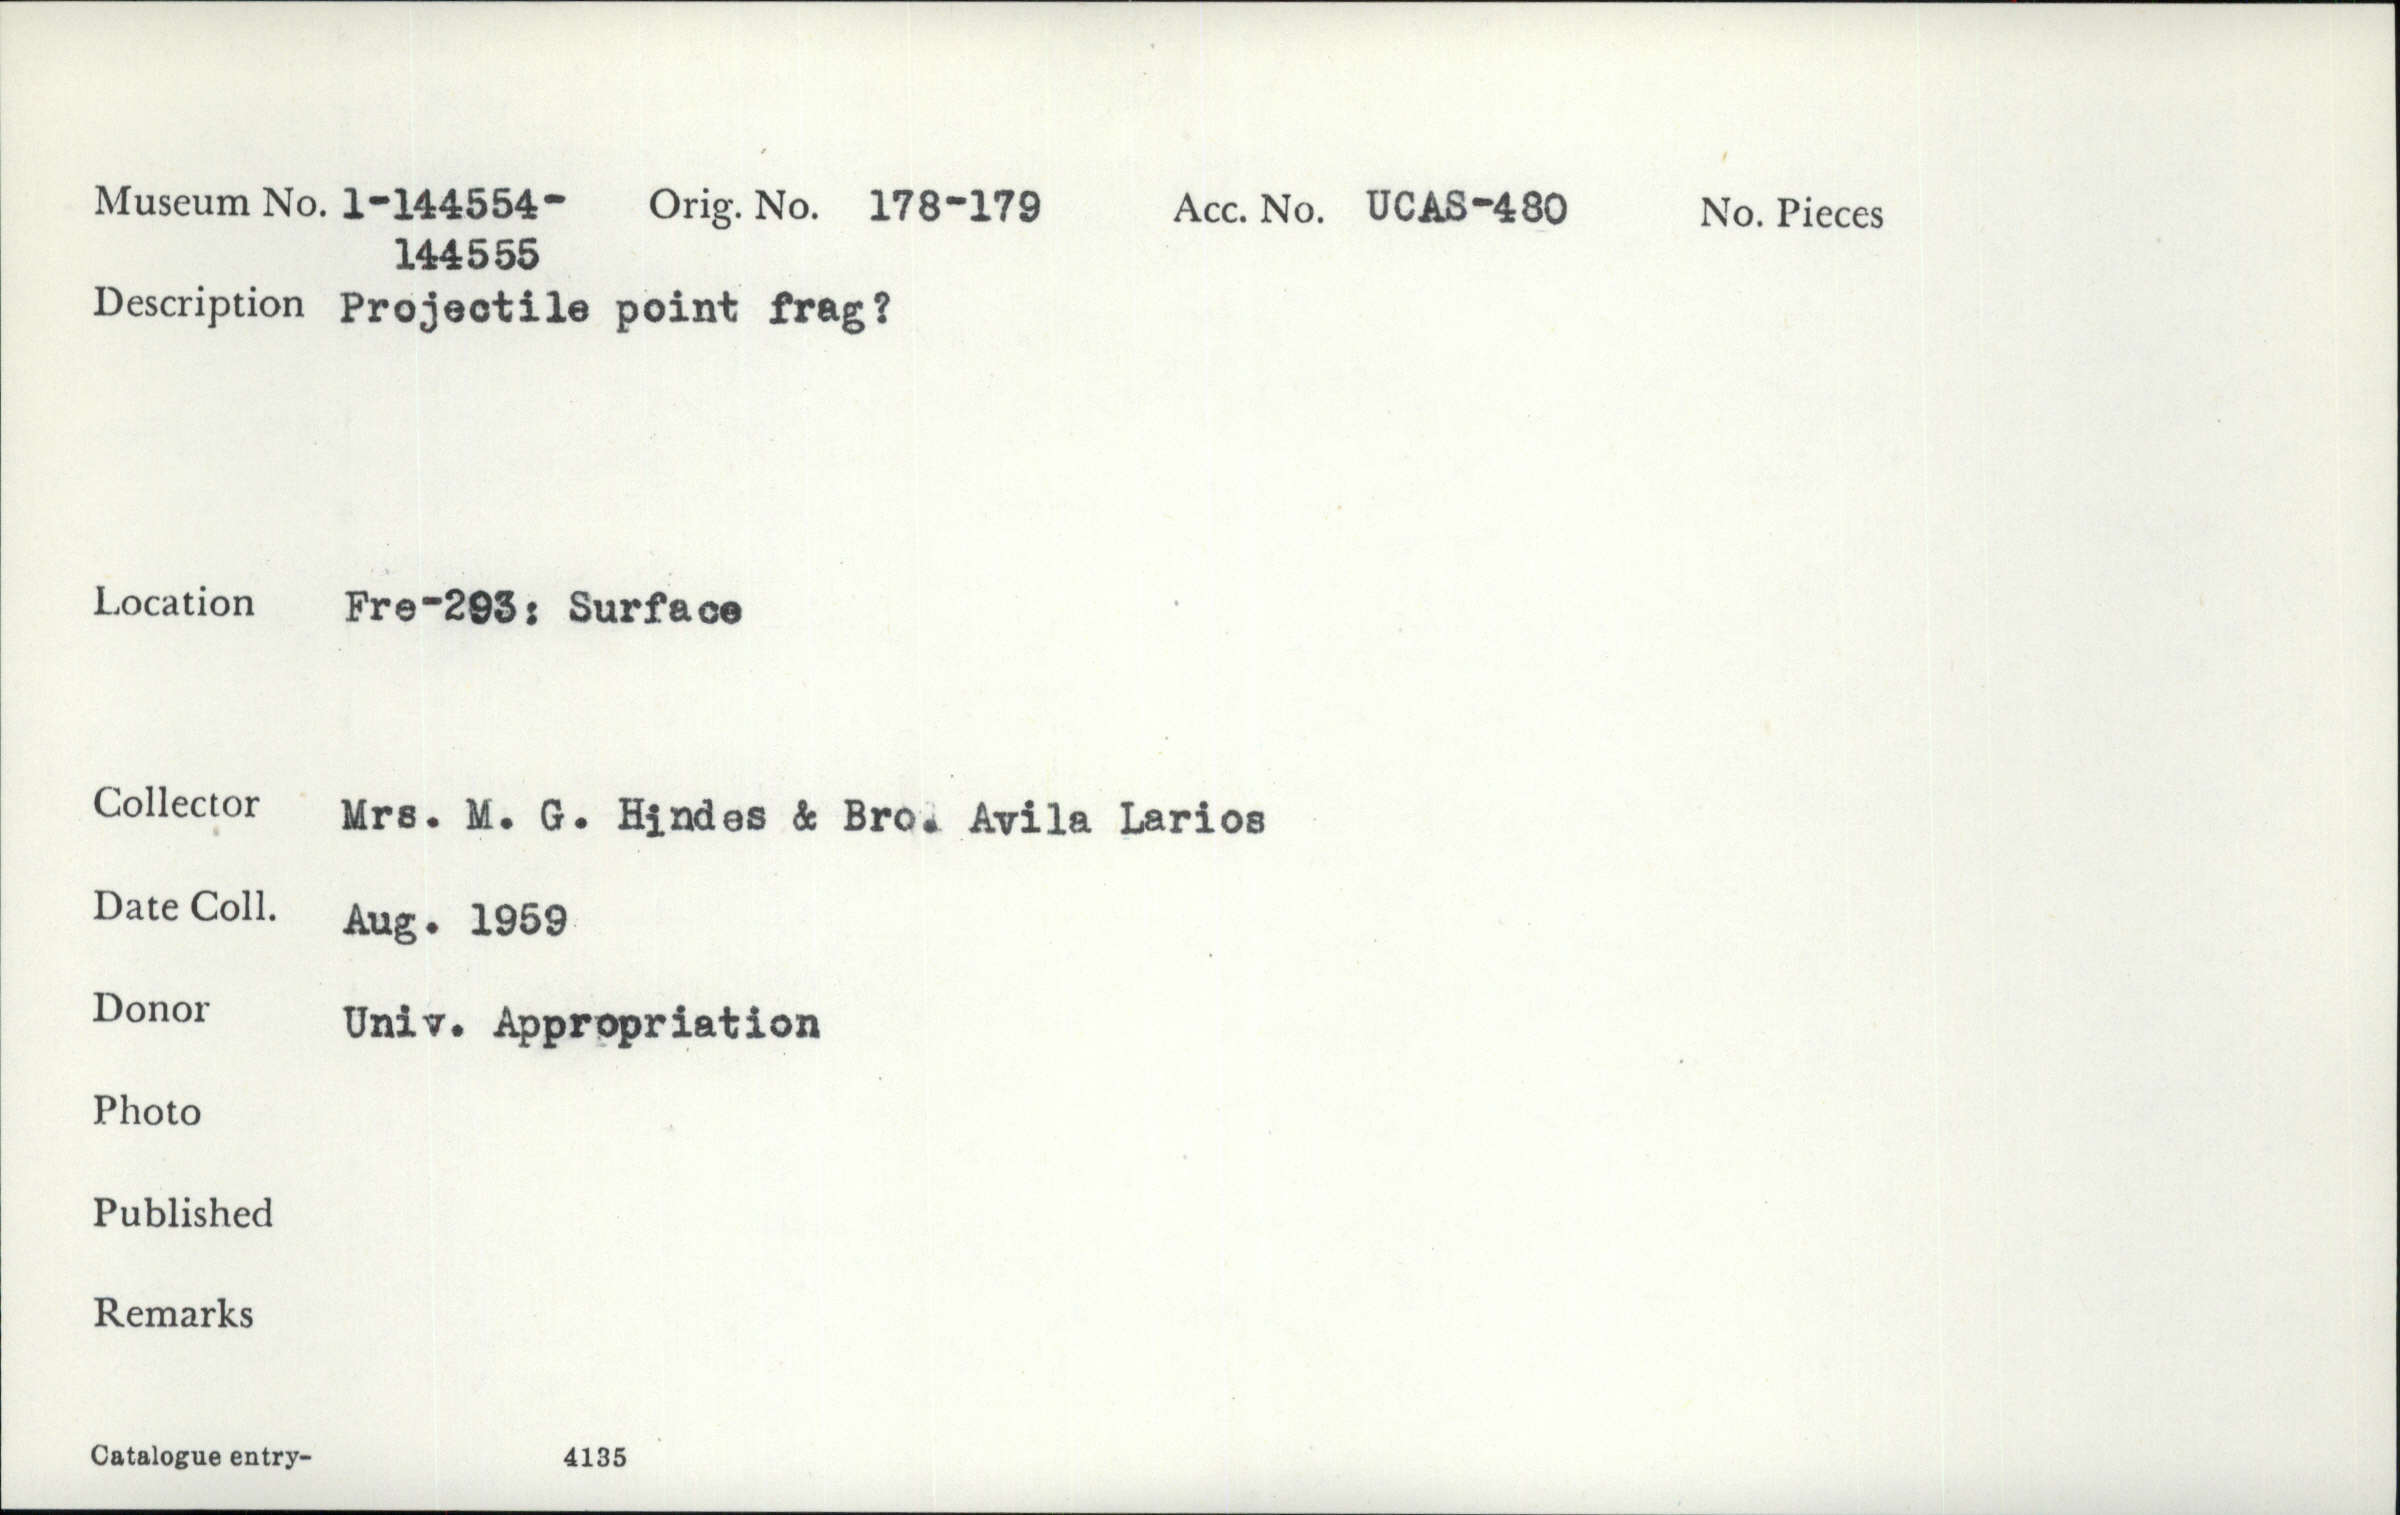 Museum No. 1-144554- Orig. No. 178-179 Acc. No. UCAS-480 No. Pieces
144555
Description Projectile point frag?
Location Fre-293: Surface
Collector Mrs. M. G. Hindes & Bro. Avila Larios
Date Coll. Aug. 1959
Donor Univ. Appropriation
Photo
Published
Remarks
Catalogue entry- 4135